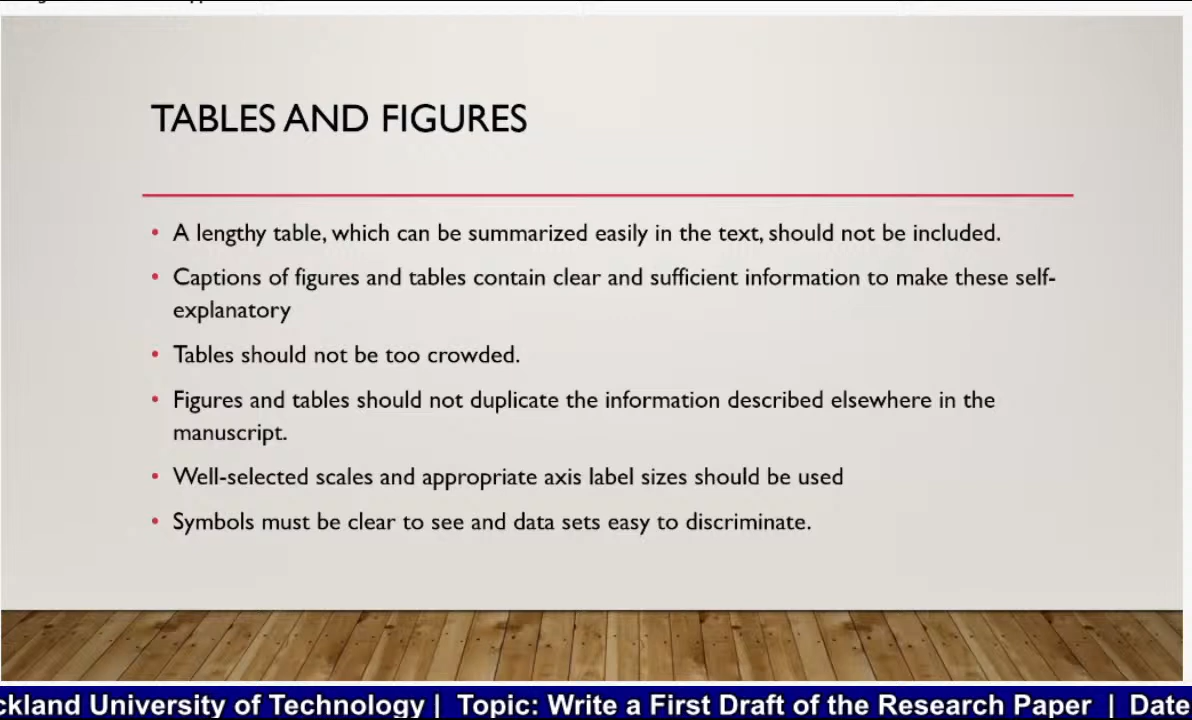 TABLES AND FIGURES
• A lengthy table, which can be summarized easily in the text, should not be included.
• Captions of figures and tables contain clear and sufficient information to make these self-
explanatory
• Tables should not be too crowded.
• Figures and tables should not duplicate the information described elsewhere in the
manuscript.
• Well-selected scales and appropriate axis label sizes should be used
• Symbols must be clear to see and data sets easy to discriminate.
ckland University of Technology | Topic: Write a First Draft of the Research Paper | Date